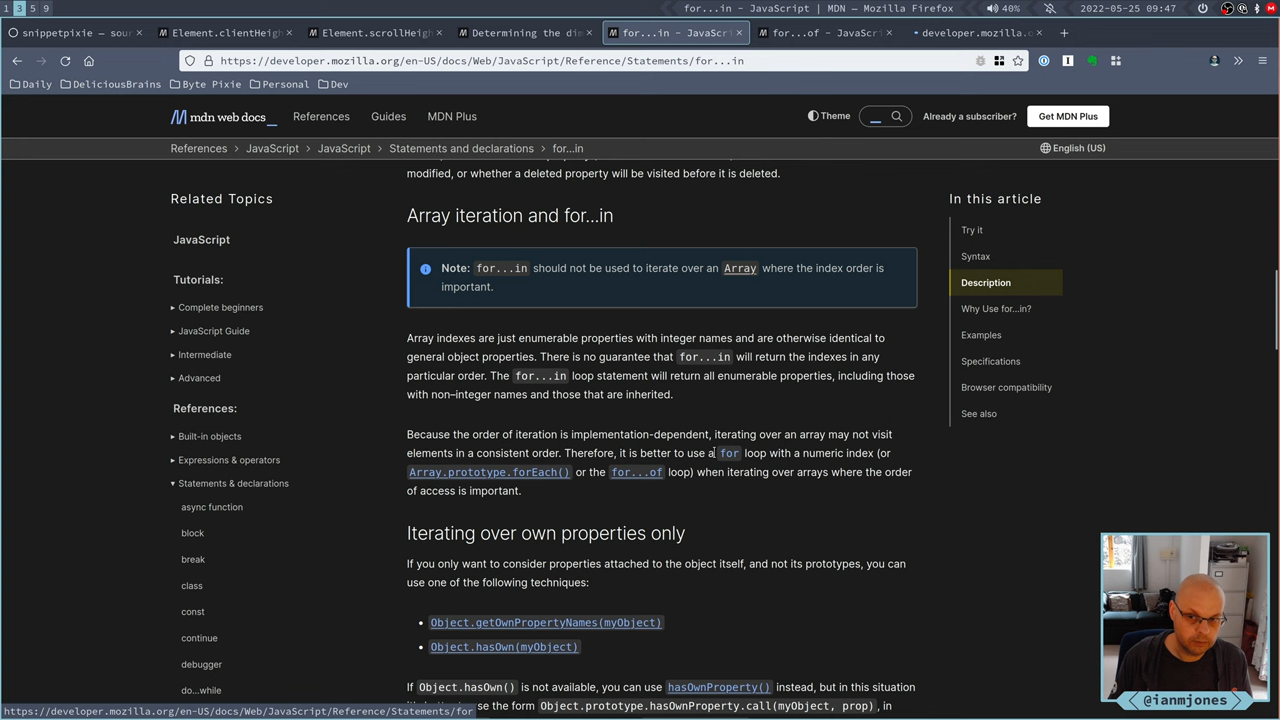 1 3 5 9
for...in - JavaScript | MDN — Mozilla Firefox
40%
2022-05-25 09:47
snippetpixie — sour
Element.clientHeigh
Element.scrollHeigh
Determining the dim
for...in - JavaScri
for...of - JavaScri
developer.mozilla.o
https://developer.mozilla.org/en-US/docs/Web/JavaScript/Reference/Statements/for...in
Daily
DeliciousBrains
Byte Pixie
Personal
Dev
mdn web docs_
References
Guides
MDN Plus
Theme
Already a subscriber?
Get MDN Plus
References
JavaScript
JavaScript
Statements and declarations
for...in
English (US)
modified, or whether a deleted property will be visited before it is deleted.
Related Topics
JavaScript
Tutorials:
Complete beginners
JavaScript Guide
Intermediate
Advanced
References:
Built-in objects
Expressions & operators
Statements & declarations
async function
block
break
class
const
continue
debugger
do...while
Array iteration and for...in
Note: for...in should not be used to iterate over an Array where the index order is
important.
Array indexes are just enumerable properties with integer names and are otherwise identical to
general object properties. There is no guarantee that for...in will return the indexes in any
particular order. The for...in loop statement will return all enumerable properties, including those
with non–integer names and those that are inherited.
Because the order of iteration is implementation-dependent, iterating over an array may not visit
elements in a consistent order. Therefore, it is better to use a for loop with a numeric index (or
Array.prototype.forEach() or the for...of loop) when iterating over arrays where the order
of access is important.
Iterating over own properties only
If you only want to consider properties attached to the object itself, and not its prototypes, you can
use one of the following techniques:
Object.getOwnPropertyNames(myObject)
Object.hasOwn(myObject)
If Object.hasOwn() is not available, you can use hasOwnProperty() instead, but in this situation
use the form Object.prototype.hasOwnProperty.call(myObject, prop), in
In this article
Try it
Syntax
Description
Why Use for...in?
Examples
Specifications
Browser compatibility
See also
https://developer.mozilla.org/en-US/docs/Web/JavaScript/Reference/Statements/for
@ianmjones